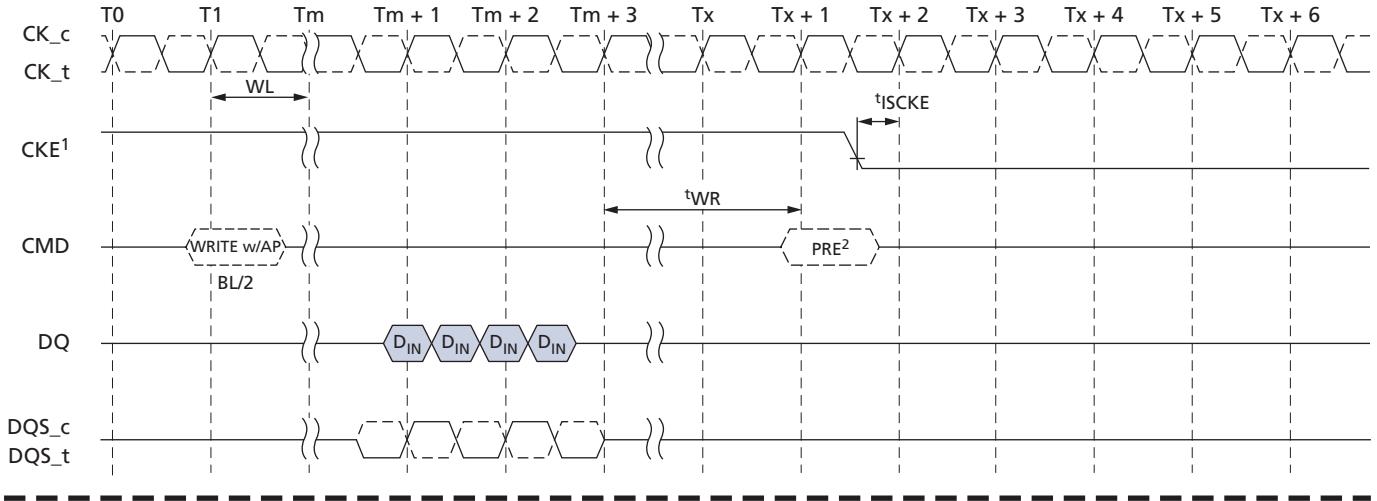 T0 T1 Tm Tm + 1 Tm + 2 Tm + 3 Tx Tx + 1 Tx + 2 Tx + 3 Tx + 4 Tx + 5 Tx + 6
CK_c
CK_t
WL
tISCKE
CKE1
tWR
CMD WRITE w/AP PRE2
BL/2
DQ DIN DIN DIN DIN
DQS_c
DQS_t